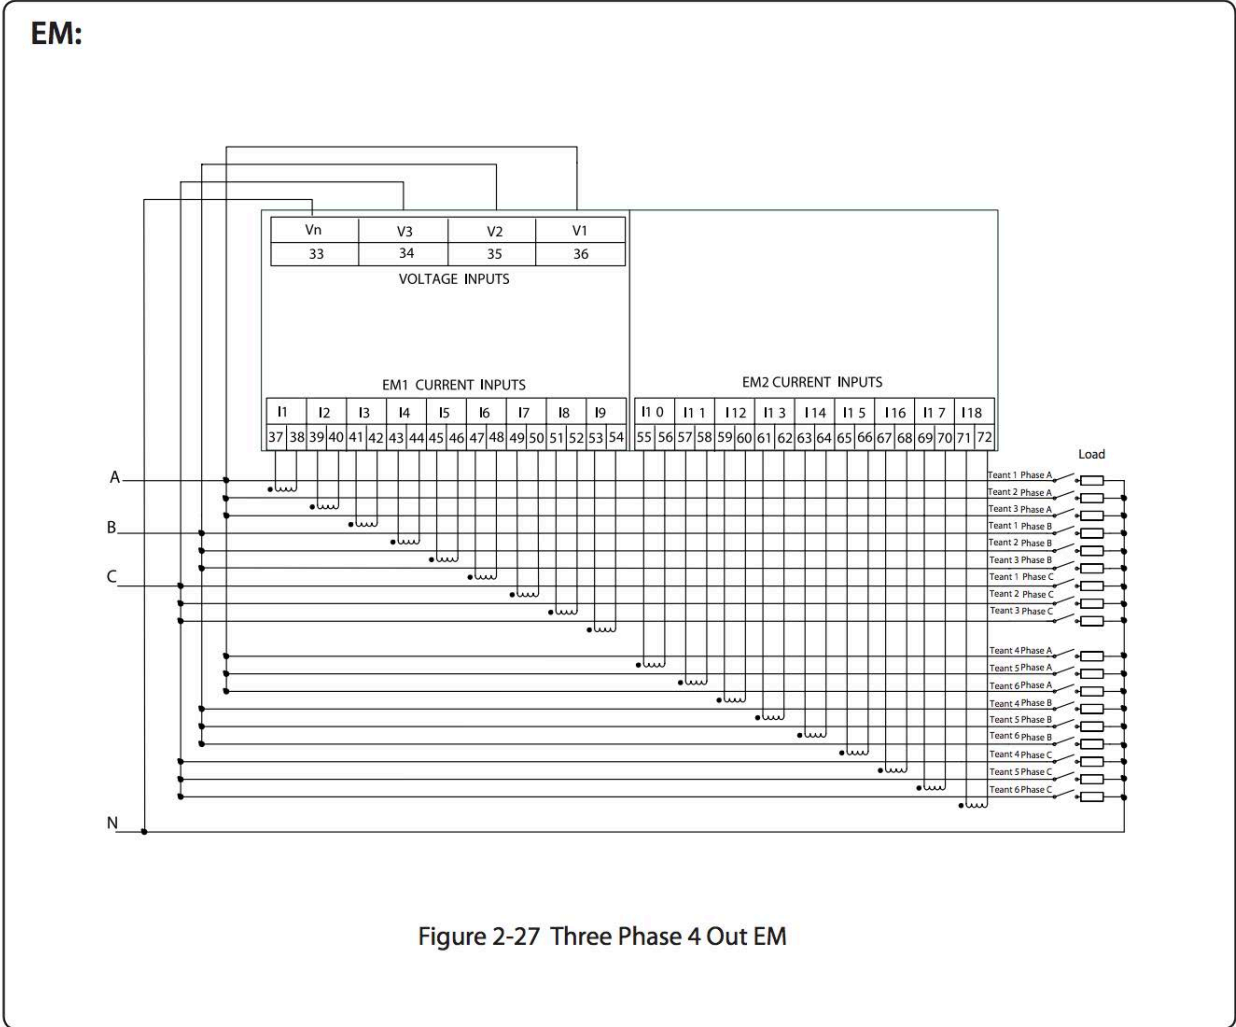 EM:
Vn V3 V2 V1
33 34 35 36
VOLTAGE INPUTS
EM1 CURRENT INPUTS
EM2 CURRENT INPUTS
I1 I2 I3 I4 I5 I6 I7 I8 I9 I1 0 I1 1 I12 I1 3 I14 I1 5 I16 I1 7 I18
37 38 39 40 41 42 43 44 45 46 47 48 49 50 51 52 53 54 55 56 57 58 59 60 61 62 63 64 65 66 67 68 69 70 71 72
Load
A
Teant 1 Phase A
Teant 2 Phase A
Teant 3 Phase A
B
Teant 1 Phase B
Teant 2 Phase B
Teant 3 Phase B
C
Teant 1 Phase C
Teant 2 Phase C
Teant 3 Phase C
Teant 4 Phase A
Teant 5 Phase A
Teant 6 Phase A
Teant 4 Phase B
Teant 5 Phase B
Teant 6 Phase B
Teant 4 Phase C
Teant 5 Phase C
Teant 6 Phase C
N
Figure 2-27 Three Phase 4 Out EM